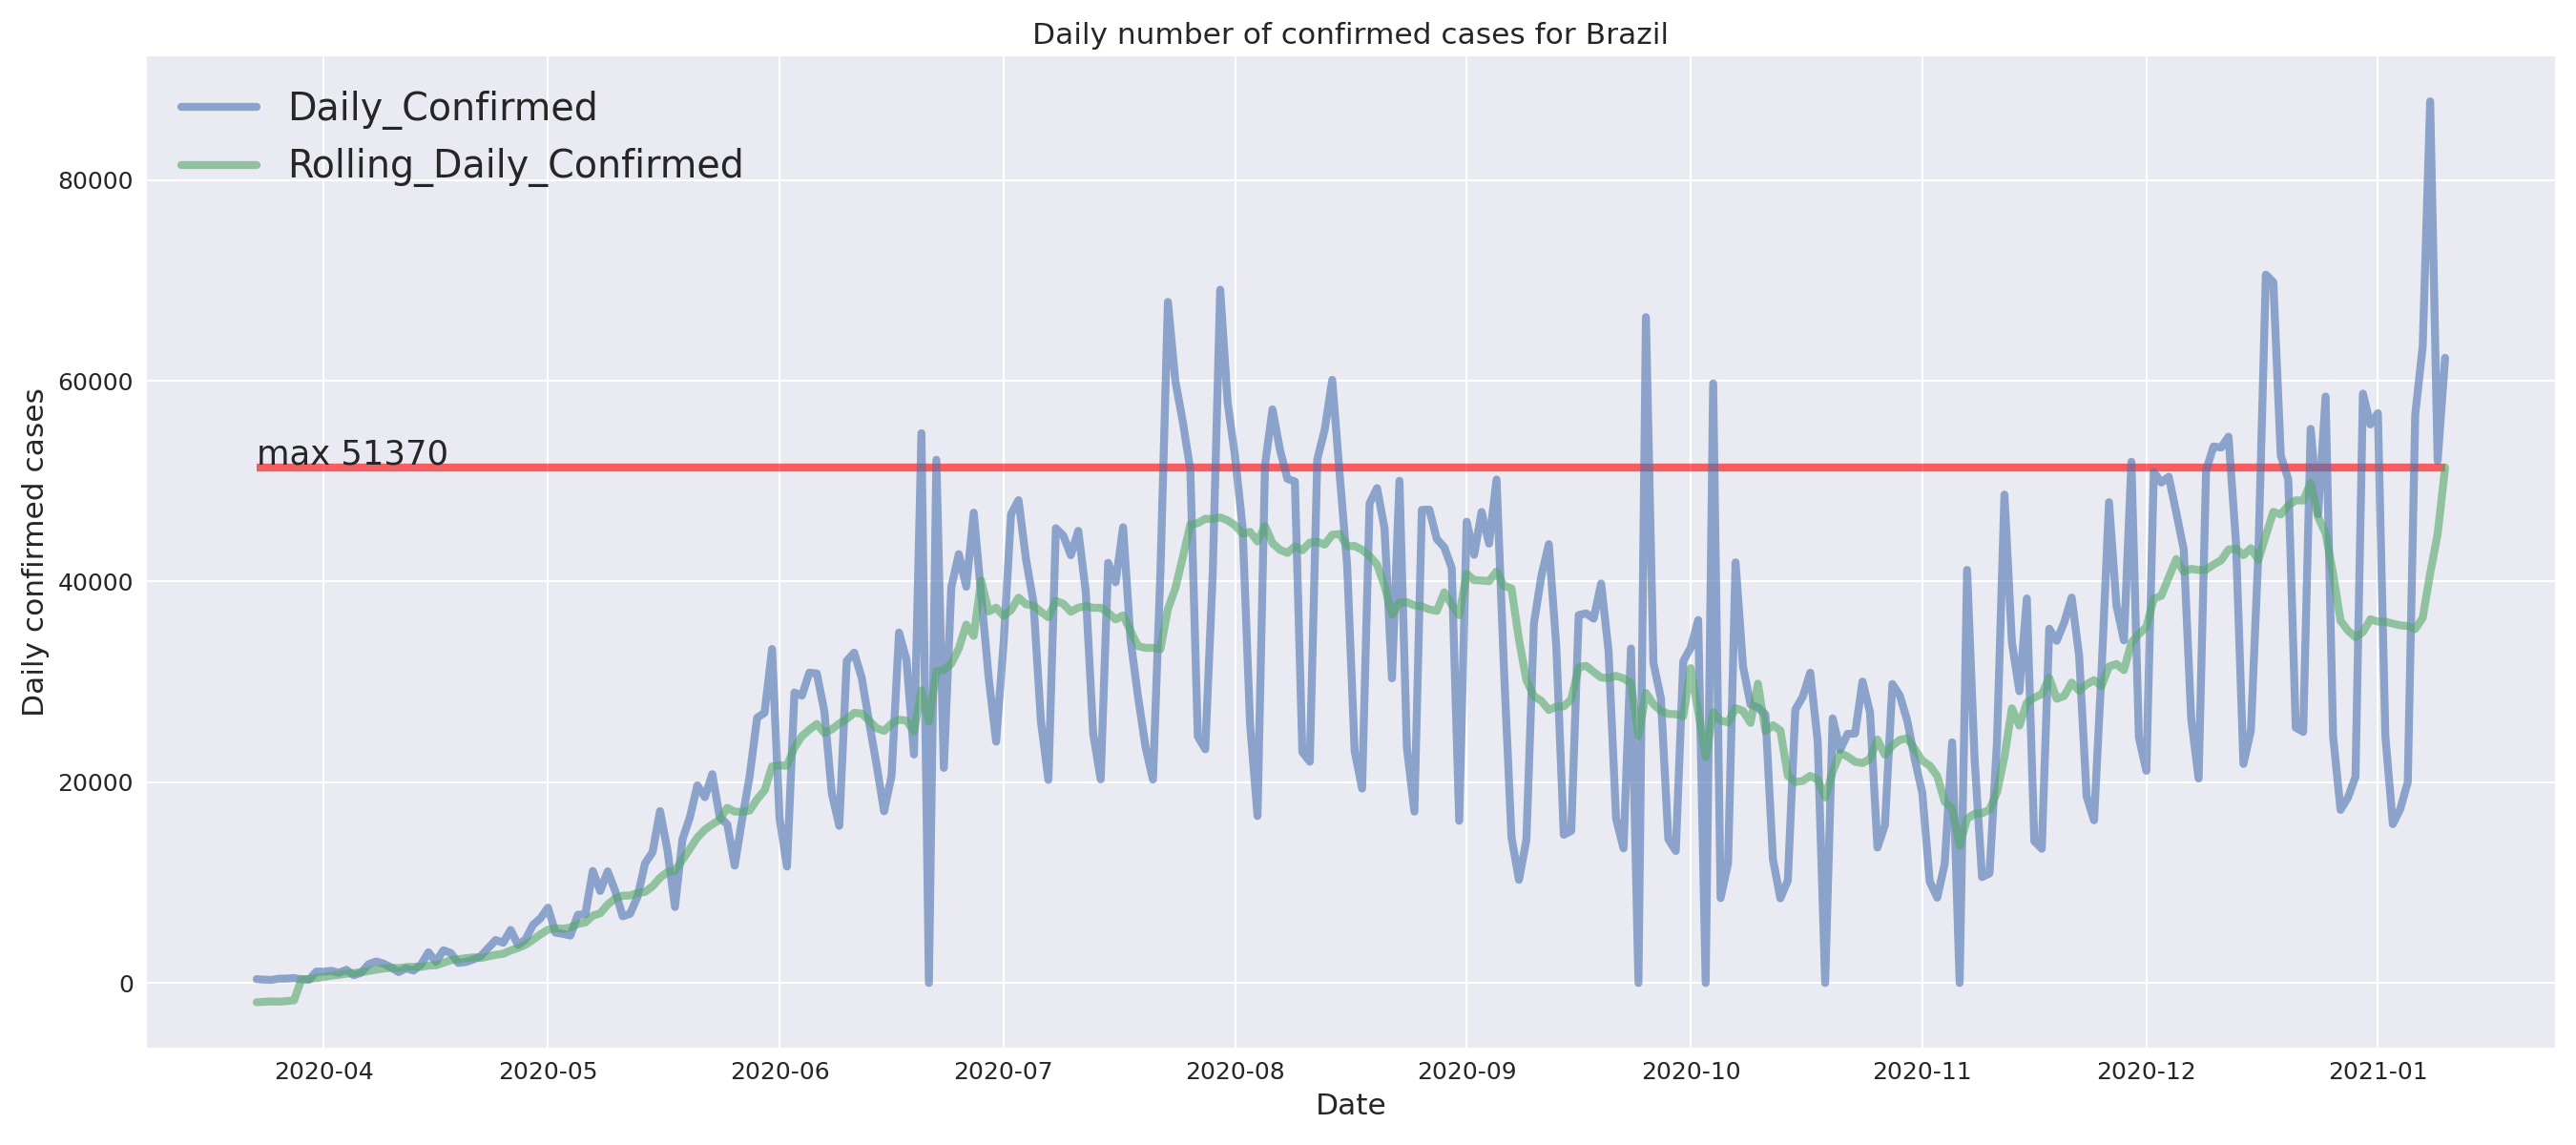 Daily number of confirmed cases for Brazil
Daily_Confirmed
Rolling_Daily_Confirmed
80000
60000
max 51370
40000
20000
0
Daily confirmed cases
2020-04 2020-05 2020-06 2020-07 2020-08 2020-09 2020-10 2020-11 2020-12 2021-01
Date